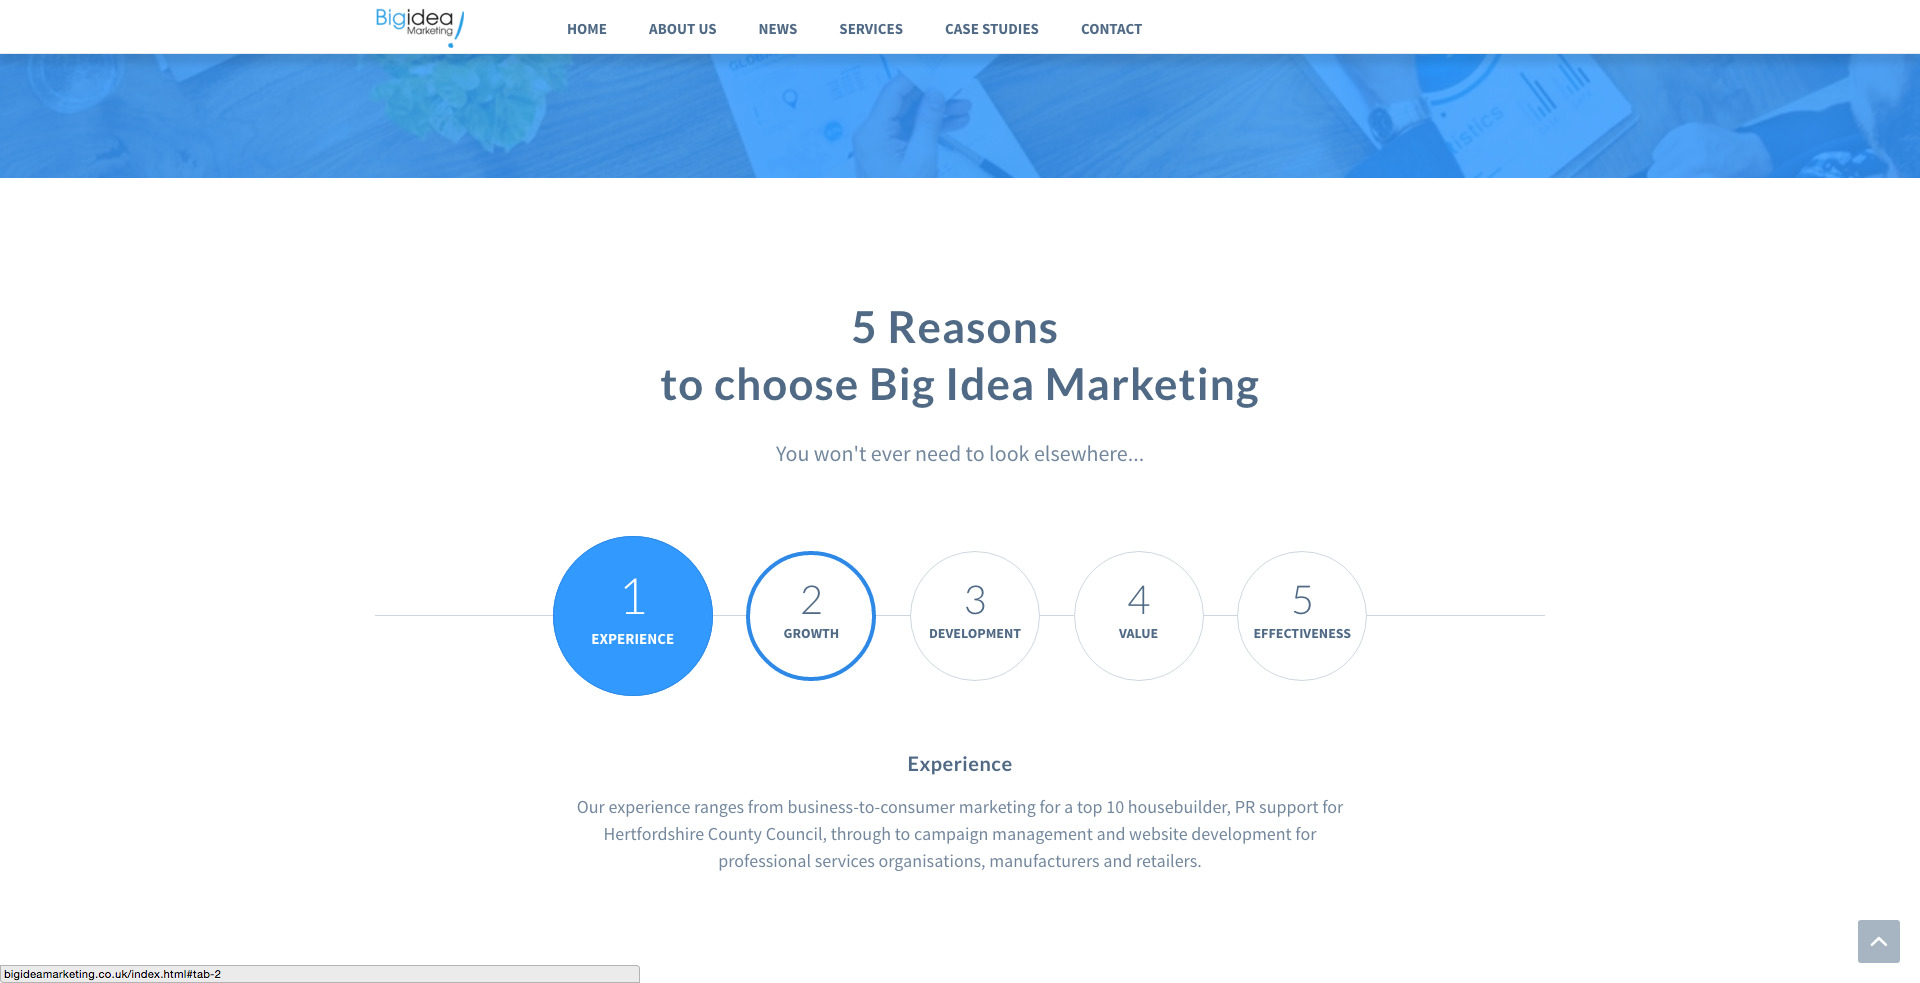 Bigidea
Marketing
HOME ABOUT US NEWS SERVICES CASE STUDIES CONTACT
5 Reasons
to choose Big Idea Marketing
You won't ever need to look elsewhere...
1
EXPERIENCE
2
GROWTH
3
DEVELOPMENT
4
VALUE
5
EFFECTIVENESS
Experience
Our experience ranges from business-to-consumer marketing for a top 10 housebuilder, PR support for
Hertfordshire County Council, through to campaign management and website development for
professional services organisations, manufacturers and retailers.
bigideamarketing.co.uk/index.html#tab-2